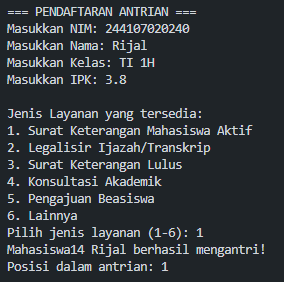 === PENDAFTARAN ANTRIAN ===
Masukkan NIM: 244107020240
Masukkan Nama: Rijal
Masukkan Kelas: TI 1H
Masukkan IPK: 3.8

Jenis Layanan yang tersedia:
1. Surat Keterangan Mahasiswa Aktif
2. Legalisir Ijazah/Transkrip
3. Surat Keterangan Lulus
4. Konsultasi Akademik
5. Pengajuan Beasiswa
6. Lainnya
Pilih jenis layanan (1-6): 1
Mahasiswa14 Rijal berhasil mengantri!
Posisi dalam antrian: 1